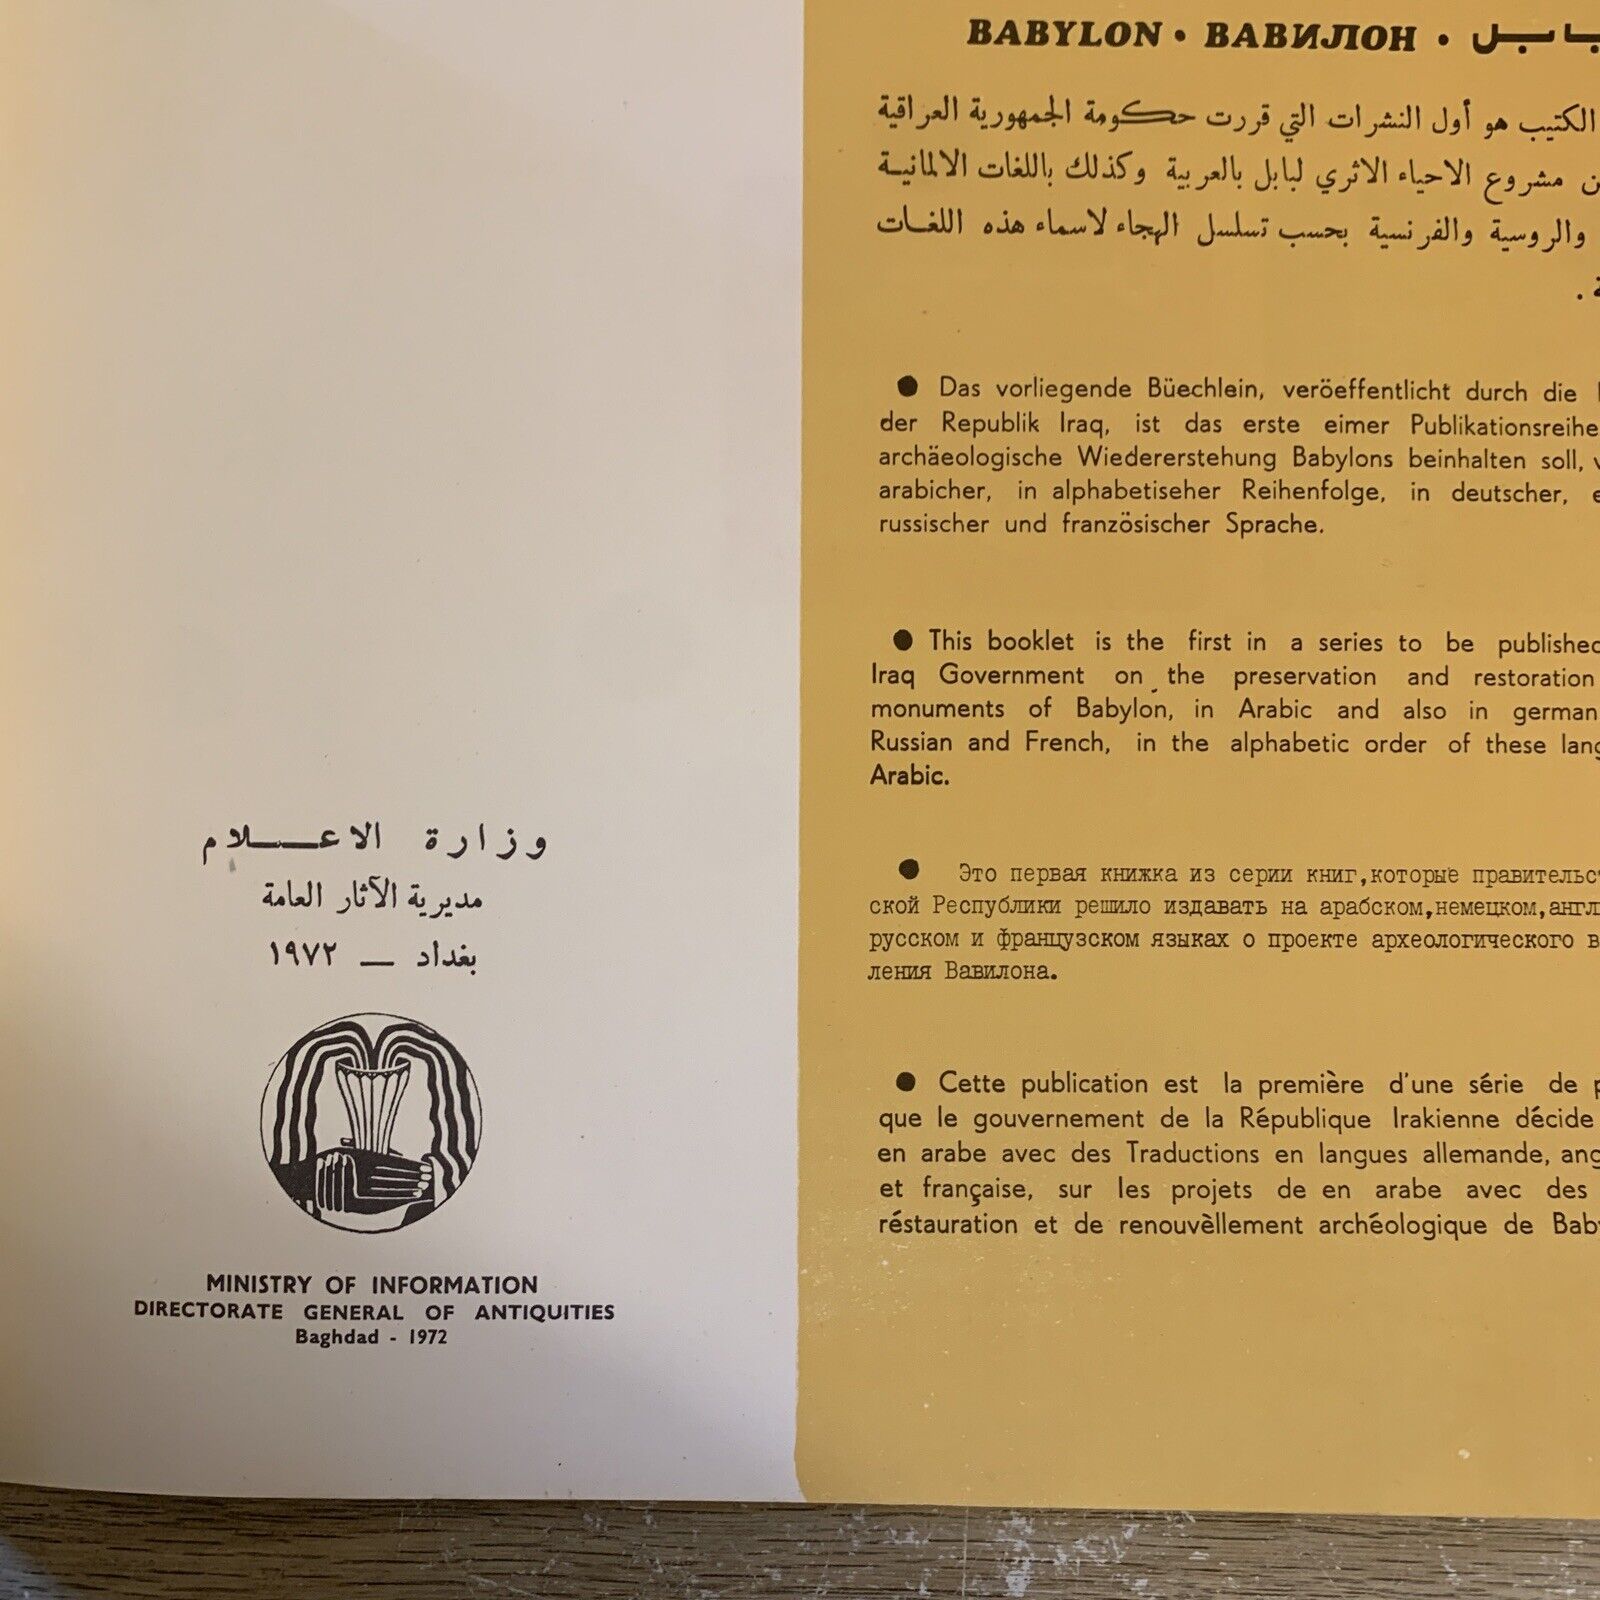 وزارة الاعلام
مديرية الآثار العامة
بغداد — ١٩٧٢
MINISTRY OF INFORMATION
DIRECTORATE GENERAL OF ANTIQUITIES
Baghdad - 1972
BABYLON • ВАВИЛОН •
الكتيب هو أول النشرات التي قررت حكومة الجمهورية العراقية
مشروع الاحياء الاثري لبابل بالعربية وكذلك باللغات الالمانية
والروسية والفرنسية بحسب تسلسل الهجاء لاسماء هذه اللغات
● Das vorliegende Büechlein, veröeffentlicht durch die
der Republik Iraq, ist das erste eimer Publikationsreihe
archäeologische Wiedererstehung Babylons beinhalten soll,
arabicher, in alphabetiseher Reihenfolge, in deutscher,
russischer und französischer Sprache.
● This booklet is the first in a series to be published
Iraq Government on the preservation and restoration
monuments of Babylon, in Arabic and also in german
Russian and French, in the alphabetic order of these lang
Arabic.
● Это первая книжка из серии книг,которые правительс
ской Республики решило издавать на арабском,немецком,англ
русском и французском языках о проекте археологического в
ления Вавилона.
● Cette publication est la première d'une série de p
que le gouvernement de la République Irakienne décide
en arabe avec des Traductions en langues allemande, ang
et française, sur les projets de en arabe avec des
réstauration et de renouvèllement archéologique de Bab